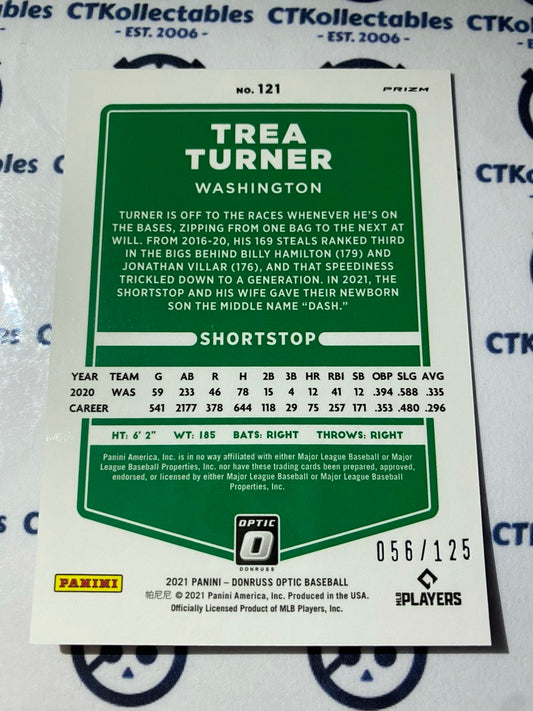 CTKollectables
- EST. 2006 -
NO. 121
PRIZM
TREA
TURNER
WASHINGTON
TURNER IS OFF TO THE RACES WHENEVER HE'S ON
THE BASES, ZIPPING FROM ONE BAG TO THE NEXT AT
WILL. FROM 2016-20, HIS 169 STEALS RANKED THIRD
IN THE BIGS BEHIND BILLY HAMILTON (179) AND
JONATHAN VILLAR (176), AND THAT SPEEDINESS
TRICKLED DOWN TO A GENERATION. IN 2021, THE
SHORTSTOP AND HIS WIFE GAVE THEIR NEWBORN
SON THE MIDDLE NAME "DASH."
SHORTSTOP
YEAR TEAM G AB R H 2B 3B HR RBI SB OBP SLG AVG
2020 WAS 59 233 46 78 15 4 12 41 12 .394 .588 .335
CAREER 541 2177 378 644 118 29 75 257 171 .353 .480 .296
HT: 6' 2" WT: 185 BATS: RIGHT THROWS: RIGHT
Panini America, Inc. is in no way affiliated with either Major League Baseball or Major
League Baseball Properties, Inc. nor have these trading cards been prepared, approved,
endorsed, or licensed by either Major League Baseball or Major League Baseball
Properties, Inc.
OPTIC
DONRUSS
056/125
PANINI
2021 PANINI – DONRUSS OPTIC BASEBALL
帕尼尼 © 2021 Panini America, Inc. Produced in the USA.
Officially Licensed Product of MLB Players, Inc.
MLB PLAYERS